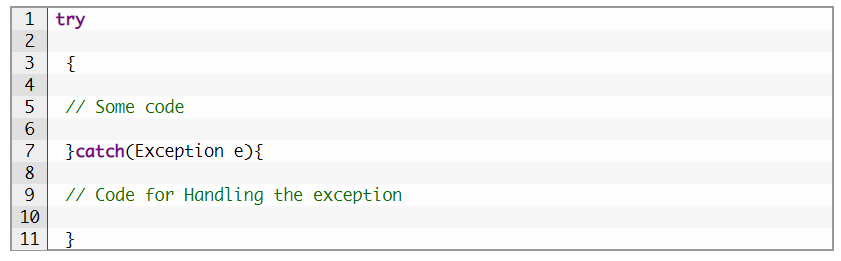 1 try
2
3 {
4
5 // Some code
6
7 }catch(Exception e){
8
9 // Code for Handling the exception
10
11 }